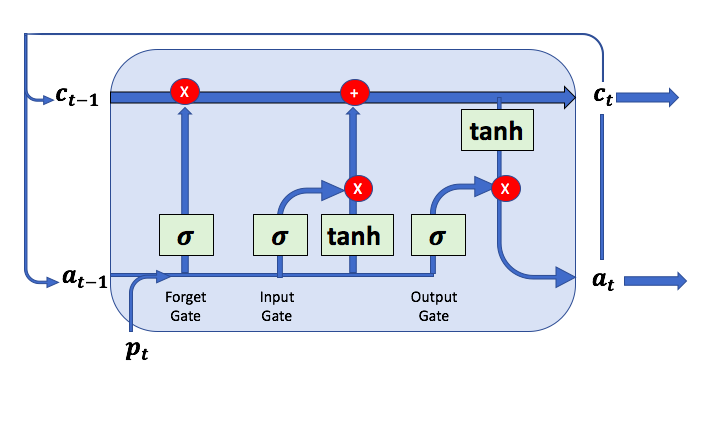 X
+
c_{t-1}
c_t
tanh
X
X
σ
σ
tanh
σ
a_{t-1}
a_t
Forget
Gate
Input
Gate
Output
Gate
p_t